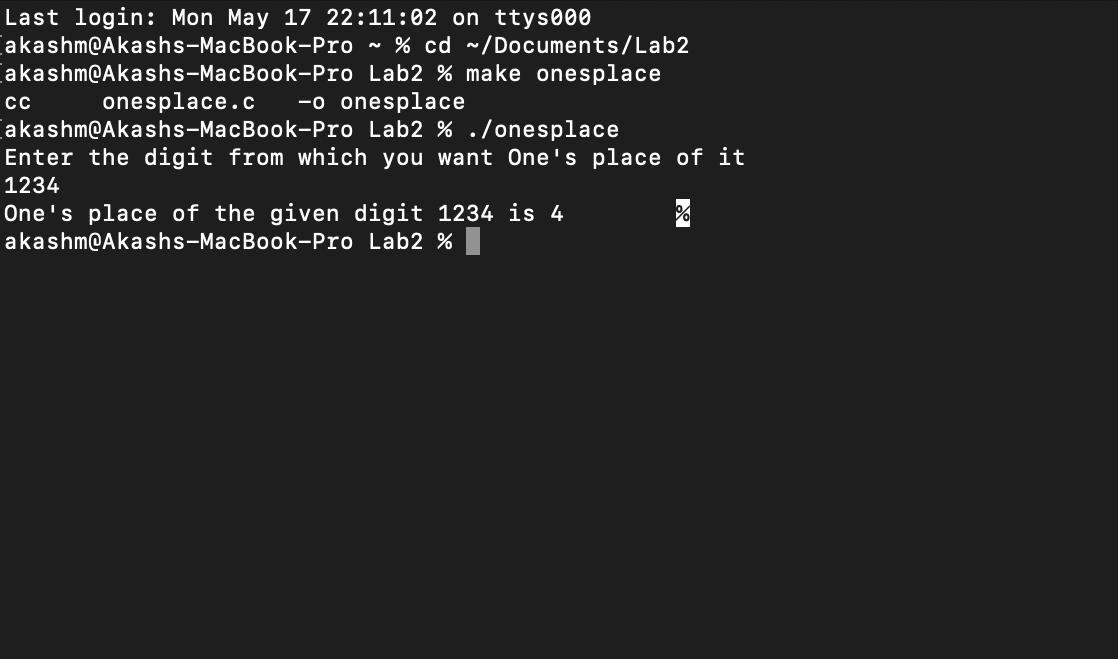 Last login: Mon May 17 22:11:02 on ttys000
[akashm@Akashs-MacBook-Pro ~ % cd ~/Documents/Lab2
[akashm@Akashs-MacBook-Pro Lab2 % make onesplace
cc     onesplace.c   -o onesplace
[akashm@Akashs-MacBook-Pro Lab2 % ./onesplace
Enter the digit from which you want One's place of it
1234
One's place of the given digit 1234 is 4        %
akashm@Akashs-MacBook-Pro Lab2 %